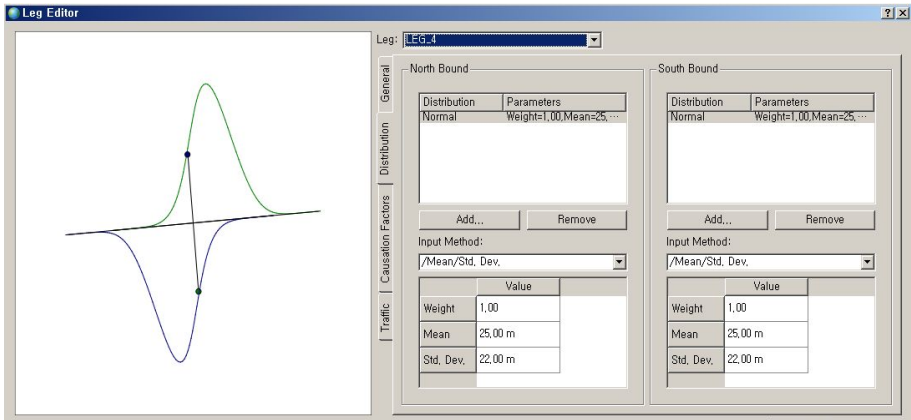 Leg Editor
Leg: LEG_4
General
Distribution
Causation Factors
Traffic
North Bound
Distribution Parameters
Normal Weight=1,00,Mean=25, ...
Add... Remove
Input Method:
/Mean/Std, Dev,
Value
Weight 1,00
Mean 25,00 m
Std, Dev, 22,00 m
South Bound
Distribution Parameters
Normal Weight=1,00,Mean=25, ...
Add... Remove
Input Method:
/Mean/Std, Dev,
Value
Weight 1,00
Mean 25,00 m
Std, Dev, 22,00 m